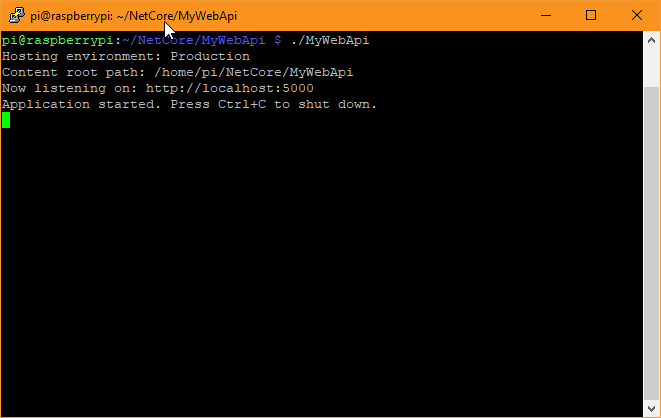 pi@raspberrypi: ~/NetCore/MyWebApi
pi@raspberrypi:~/NetCore/MyWebApi $ ./MyWebApi
Hosting environment: Production
Content root path: /home/pi/NetCore/MyWebApi
Now listening on: http://localhost:5000
Application started. Press Ctrl+C to shut down.